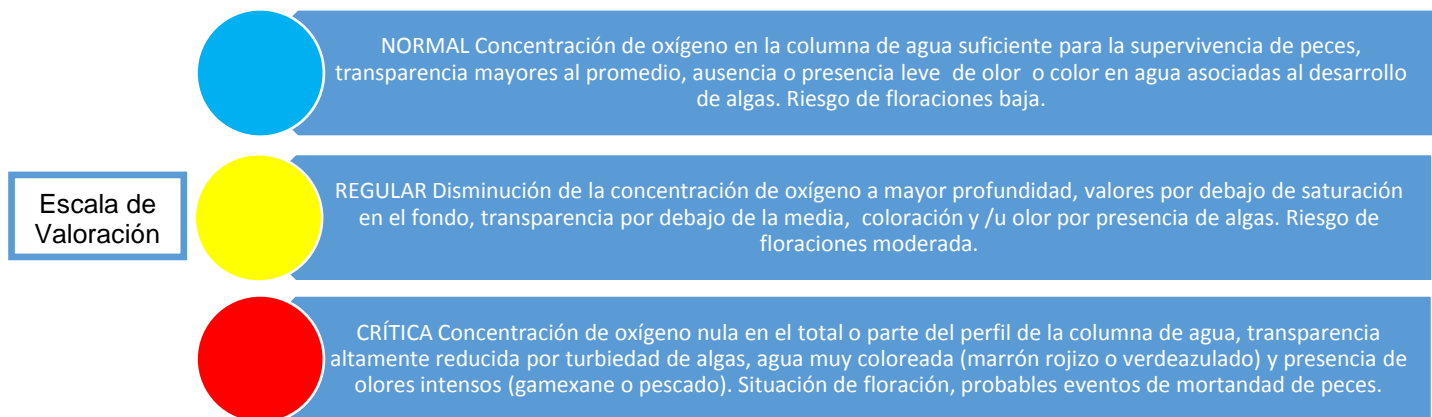 NORMAL Concentración de oxígeno en la columna de agua suficiente para la supervivencia de peces,
transparencia mayores al promedio, ausencia o presencia leve de olor o color en agua asociadas al desarrollo
de algas. Riesgo de floraciones baja.
Escala de
Valoración
REGULAR Disminución de la concentración de oxígeno a mayor profundidad, valores por debajo de saturación
en el fondo, transparencia por debajo de la media, coloración y /u olor por presencia de algas. Riesgo de
floraciones moderada.
CRÍTICA Concentración de oxígeno nula en el total o parte del perfil de la columna de agua, transparencia
altamente reducida por turbiedad de algas, agua muy coloreada (marrón rojizo o verdeazulado) y presencia de
olores intensos (gamexane o pescado). Situación de floración, probables eventos de mortandad de peces.